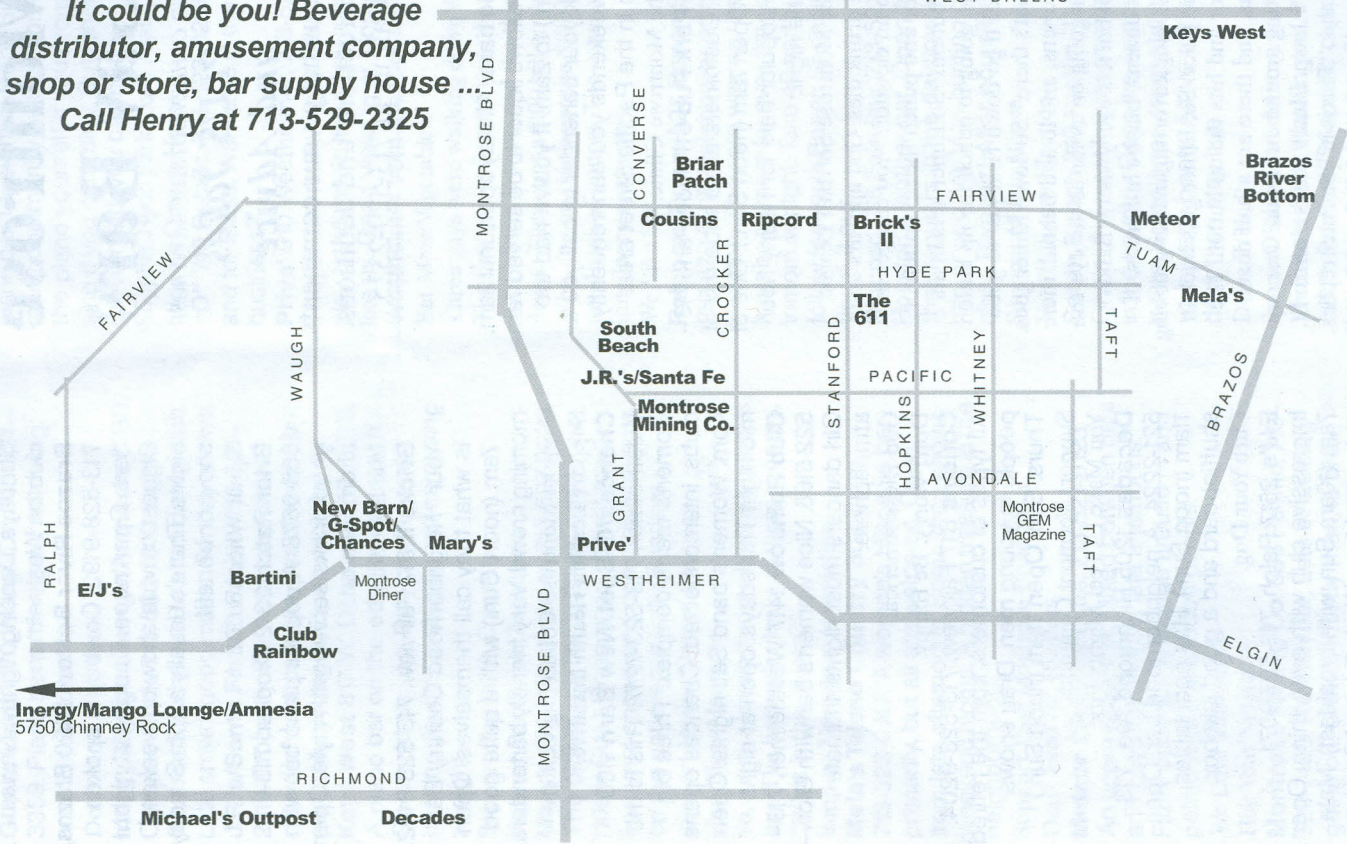 It could be you! Beverage
distributor, amusement company,
shop or store, bar supply house ...
Call Henry at 713-529-2325
WEST DALLAS
Keys West
MONTROSE BLVD
CONVERSE
Briar
Patch
Brazos
River
Bottom
FAIRVIEW
Cousins
Ripcord
Brick's
II
Meteor
TUAM
FAIRVIEW
CROCKER
HYDE PARK
Mela's
The
611
WAUGH
South
Beach
STANFORD
WHITNEY
TAFT
BRAZOS
J.R.'s/Santa Fe
PACIFIC
Montrose
Mining Co.
HOPKINS
GRANT
AVONDALE
New Barn/
G-Spot/
Chances
Mary's
Prive'
Montrose
GEM
Magazine
TAFT
RALPH
E/J's
Bartini
Montrose
Diner
WESTHEIMER
Club
Rainbow
MONTROSE BLVD
ELGIN
Inergy/Mango Lounge/Amnesia
5750 Chimney Rock
RICHMOND
Michael's Outpost
Decades